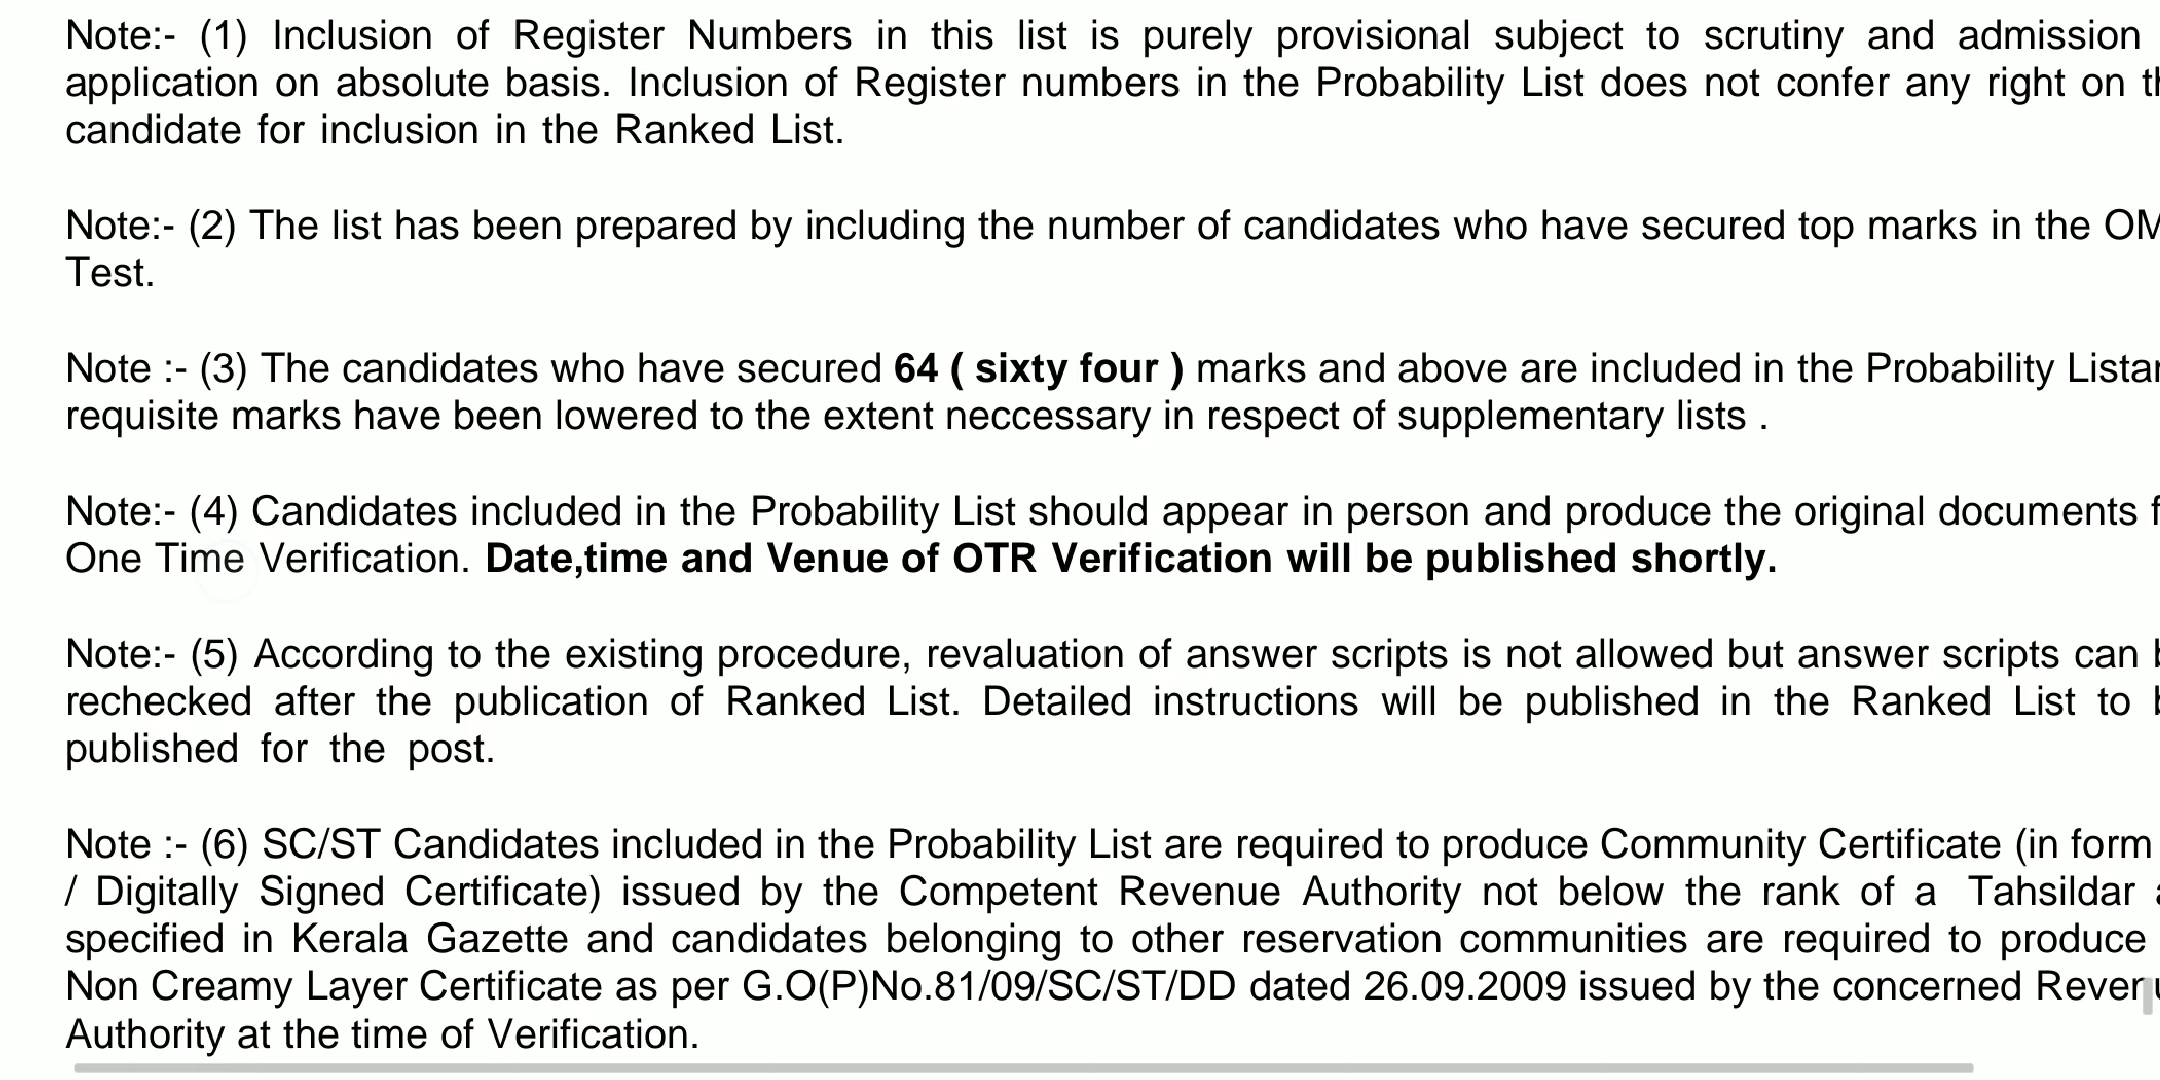 Note:- (1) Inclusion of Register Numbers in this list is purely provisional subject to scrutiny and admission
application on absolute basis. Inclusion of Register numbers in the Probability List does not confer any right on
candidate for inclusion in the Ranked List.
Note:- (2) The list has been prepared by including the number of candidates who have secured top marks in the
Test.
Note :- (3) The candidates who have secured 64 ( sixty four ) marks and above are included in the Probability
requisite marks have been lowered to the extent neccessary in respect of supplementary lists .
Note:- (4) Candidates included in the Probability List should appear in person and produce the original documents
One Time Verification. Date,time and Venue of OTR Verification will be published shortly.
Note:- (5) According to the existing procedure, revaluation of answer scripts is not allowed but answer scripts can
rechecked after the publication of Ranked List. Detailed instructions will be published in the Ranked List to
published for the post.
Note :- (6) SC/ST Candidates included in the Probability List are required to produce Community Certificate (in form
/ Digitally Signed Certificate) issued by the Competent Revenue Authority not below the rank of a Tahsildar
specified in Kerala Gazette and candidates belonging to other reservation communities are required to produce
Non Creamy Layer Certificate as per G.O(P)No.81/09/SC/ST/DD dated 26.09.2009 issued by the concerned
Authority at the time of Verification.